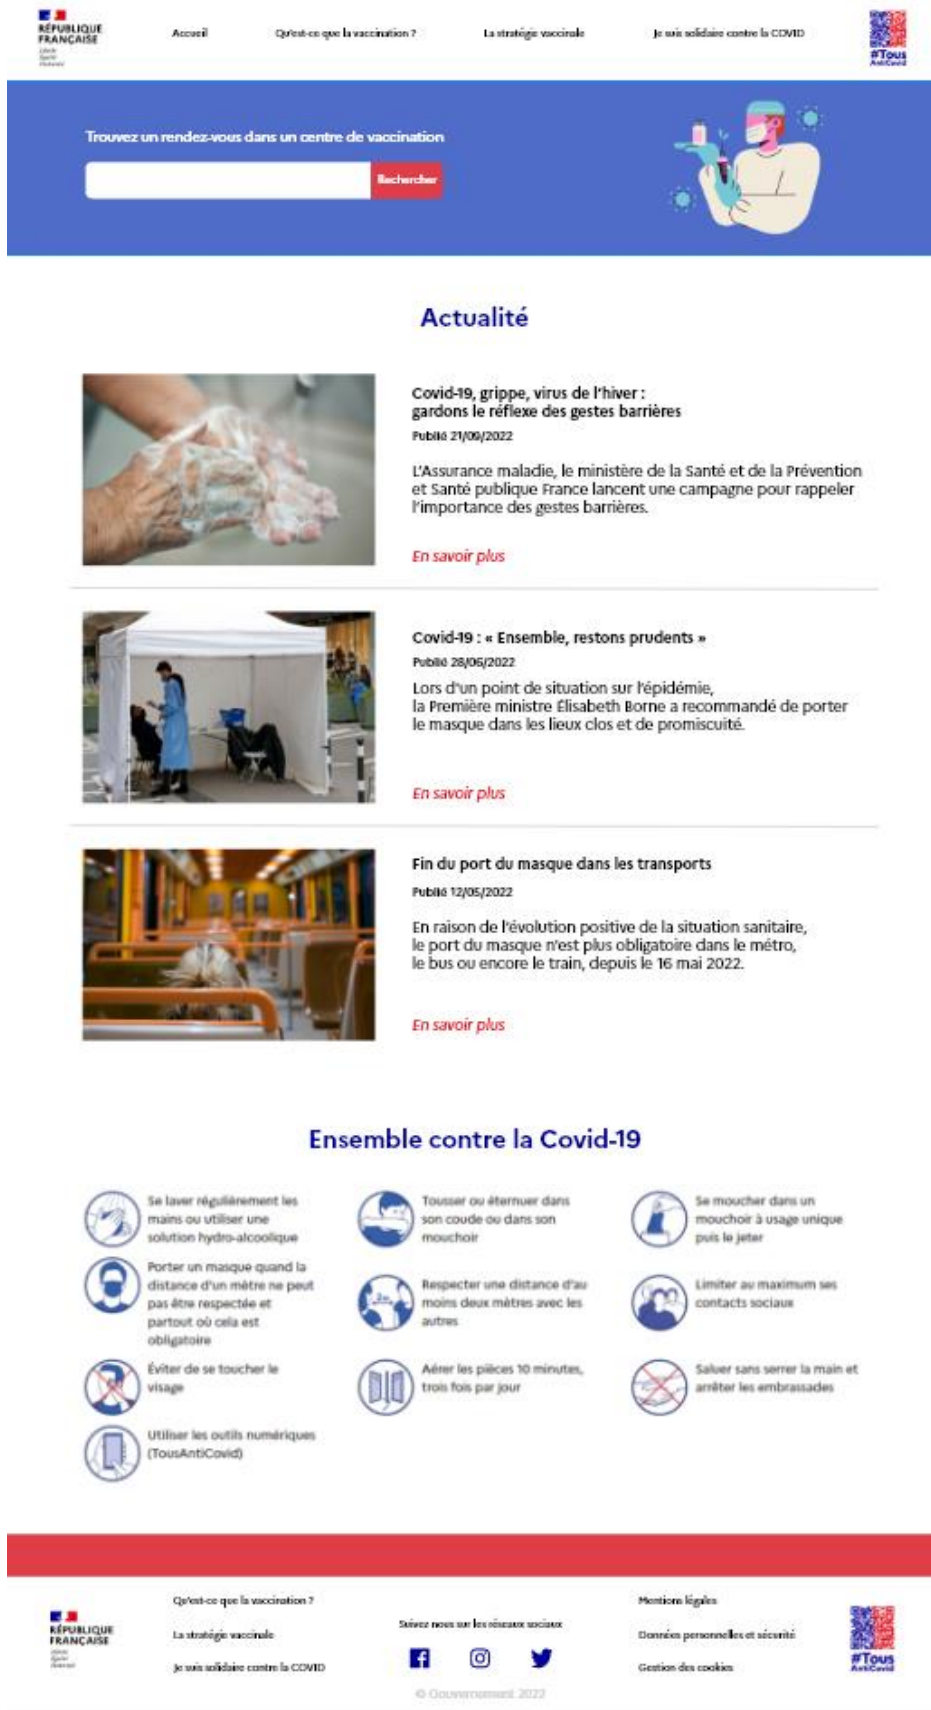 RÉPUBLIQUE
FRANÇAISE
Accueil
Qu'est-ce que la vaccination ?
La stratégie vaccinale
Je suis solidaire contre la COVID
#Tous
AntiCovid
Trouvez un rendez-vous dans un centre de vaccination
Rechercher
Actualité
Covid-19, grippe, virus de l'hiver :
gardons le réflexe des gestes barrières
Publié 21/09/2022
L'Assurance maladie, le ministère de la Santé et de la Prévention
et Santé publique France lancent une campagne pour rappeler
l'importance des gestes barrières.
En savoir plus
Covid-19 : « Ensemble, restons prudents »
Publié 28/06/2022
Lors d'un point de situation sur l'épidémie,
la Première ministre Élisabeth Borne a recommandé de porter
le masque dans les lieux clos et de promiscuité.
En savoir plus
Fin du port du masque dans les transports
Publié 12/05/2022
En raison de l'évolution positive de la situation sanitaire,
le port du masque n'est plus obligatoire dans le métro,
le bus ou encore le train, depuis le 16 mai 2022.
En savoir plus
Ensemble contre la Covid-19
Se laver régulièrement les
mains ou utiliser une
solution hydro-alcoolique
Tousser ou éternuer dans
son coude ou dans son
mouchoir
Se moucher dans un
mouchoir à usage unique
puis le jeter
Porter un masque quand la
distance d'un mètre ne peut
pas être respectée et
partout où cela est
obligatoire
Respecter une distance d'au
moins deux mètres avec les
autres
Limiter au maximum ses
contacts sociaux
Éviter de se toucher le
visage
Aérer les pièces 10 minutes,
trois fois par jour
Saluer sans serrer la main et
arrêter les embrassades
Utiliser les outils numériques
(TousAntiCovid)
RÉPUBLIQUE
FRANÇAISE
Qu'est-ce que la vaccination ?
La stratégie vaccinale
Je suis solidaire contre la COVID
Suivez nous sur les réseaux sociaux
© Gouvernement 2022
Mentions légales
Données personnelles et sécurité
Gestion des cookies
#Tous
AntiCovid